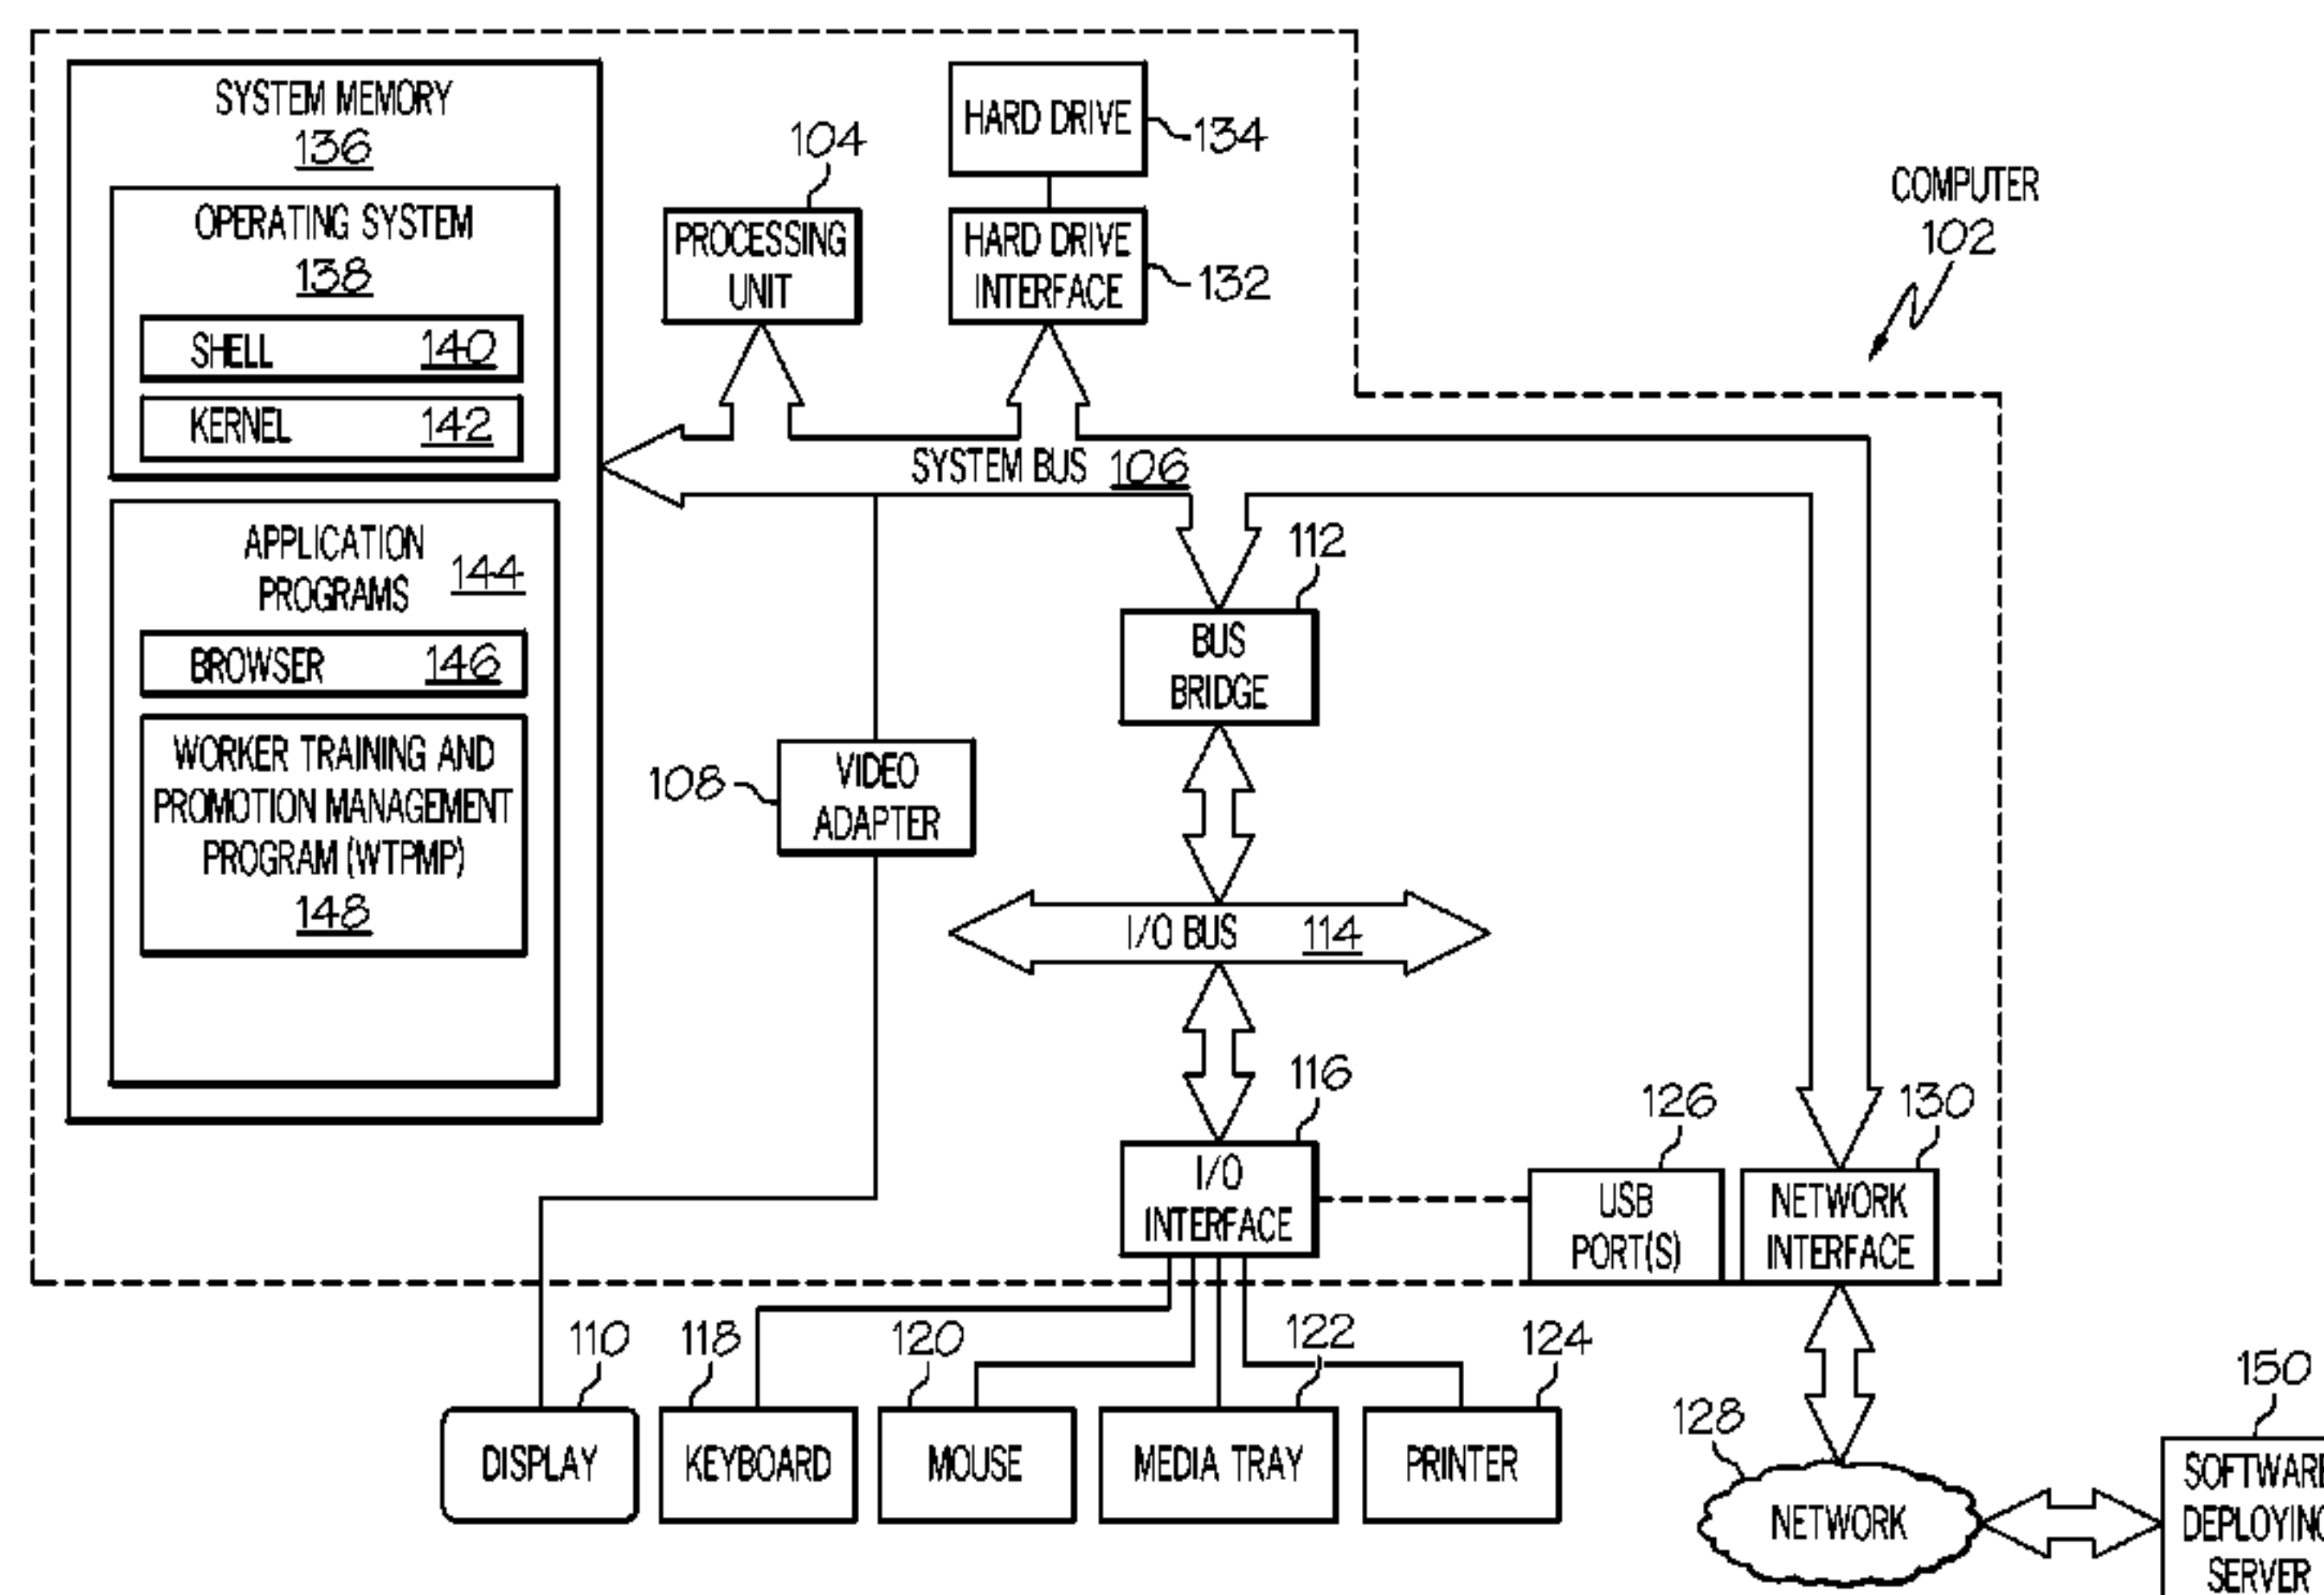 SYSTEM MEMORY
136
OPERATING SYSTEM
138
SHELL 140
KERNEL 142
APPLICATION
PROGRAMS
144
BROWSER 146
WORKER TRAINING AND
PROMOTION MANAGEMENT
PROGRAM (WTPMP)
148
104
PROCESSING
UNIT
HARD DRIVE
134
HARD DRIVE
INTERFACE
132
COMPUTER
102
SYSTEM BUS 106
112
BUS
BRIDGE
108
VIDEO
ADAPTER
I/O BUS 114
116
I/O
INTERFACE
126
USB
PORT(S)
130
NETWORK
INTERFACE
110
DISPLAY
118
KEYBOARD
120
MOUSE
122
MEDIA TRAY
124
PRINTER
128
NETWORK
150
SOFTWARE
DEPLOYING
SERVER